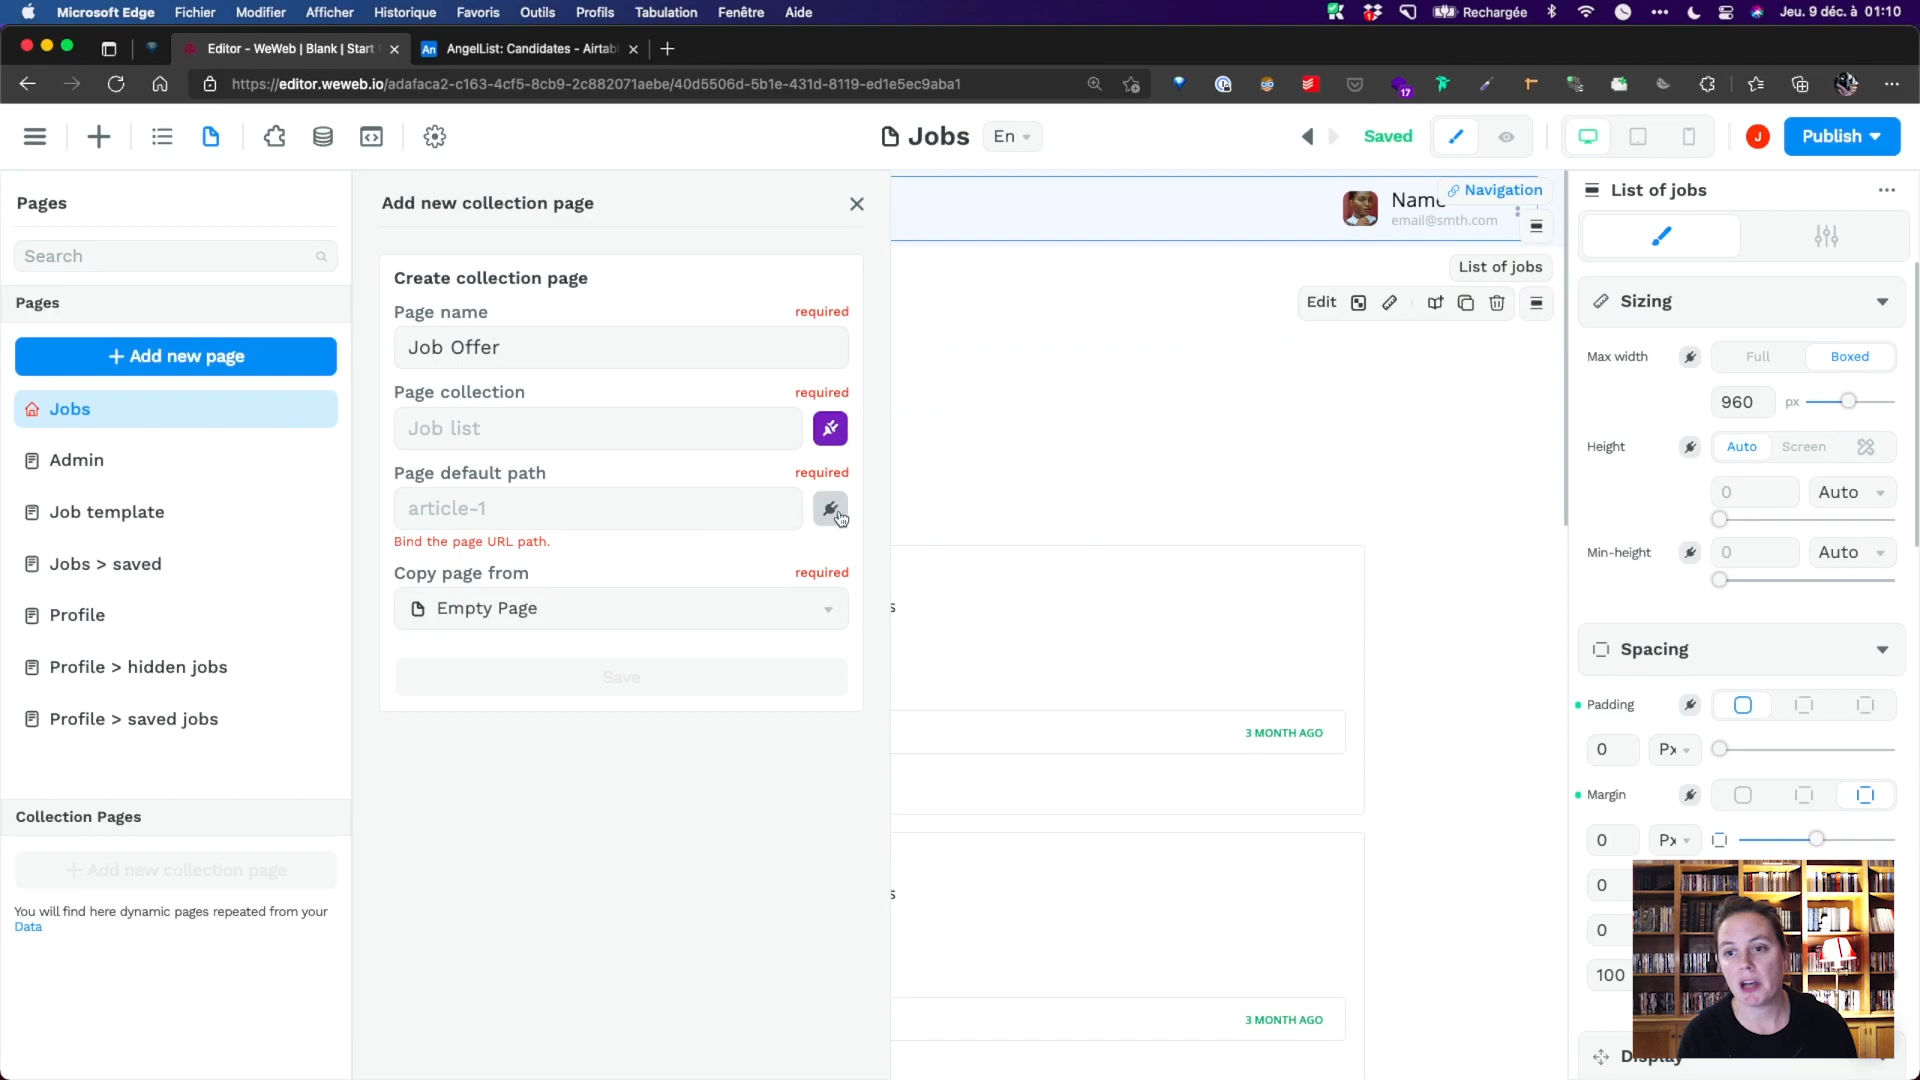 Microsoft Edge Fichier Modifier Afficher Historique Favoris Outils Profils Tabulation Fenêtre Aide
Rechargée Jeu. 9 déc. à 01:10
Editor - WeWeb | Blank | Start
An AngelList: Candidates - Airtabl
https://editor.weweb.io/adafaca2-c163-4cf5-8cb9-2c882071aebe/40d5506d-5b1e-431d-8119-ed1e5ec9aba1
17
Jobs En
Saved
J
Publish
Pages
Search
Pages
+ Add new page
Jobs
Admin
Job template
Jobs > saved
Profile
Profile > hidden jobs
Profile > saved jobs
Collection Pages
+ Add new collection page
You will find here dynamic pages repeated from your
Data
Add new collection page
Create collection page
Page name required
Job Offer
Page collection required
Job list
Page default path required
article-1
Bind the page URL path.
Copy page from required
Empty Page
Save
Navigation
Name
email@smth.com
List of jobs
Edit
s
3 MONTH AGO
s
3 MONTH AGO
List of jobs
Sizing
Max width Full Boxed
960 px
Height Auto Screen
0 Auto
Min-height 0 Auto
Spacing
Padding
0 Px
Margin
0 Px
0
0
100
Display